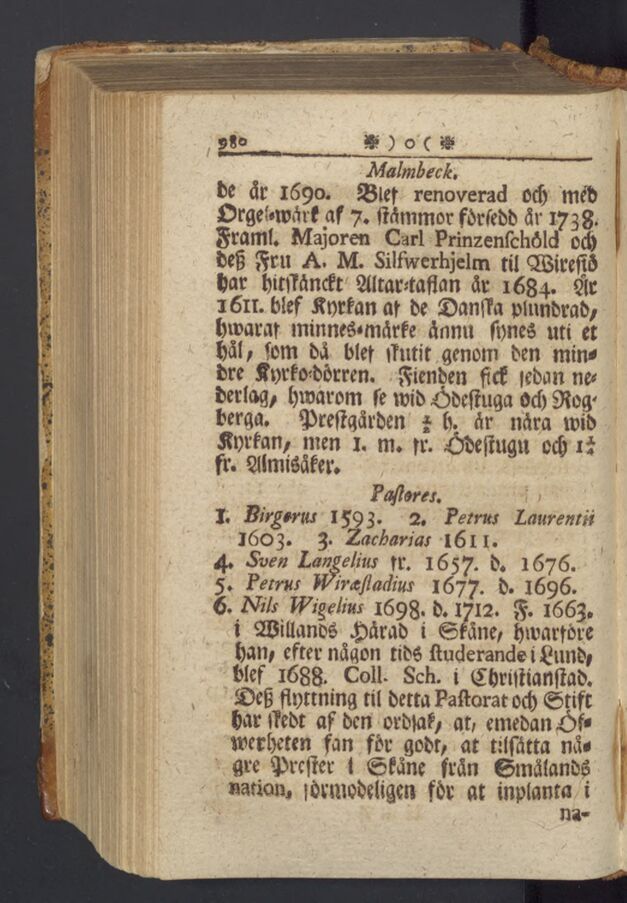 980 ❉ ) o ( ❉
Malmbeck.
de år 1690. Blef renoverad och med
Orgel-wärk af 7. stämmor försedd år 1738.
Framl. Majoren Carl Prinzenschöld och
deß Fru A. M. Silfwerhjelm til Wiresiö
har hitskänckt Altar-taflan år 1684. År
1611. blef Kyrkan af de Danska plundrad,
hwaraf minnes-märke ännu synes uti et
hål, som då blef skutit genom den min-
dre Kyrko-dörren. Fienden fick sedan ne-
derlag, hwarom se wid Ödestuga och Rog-
berga. Prestgården ½ h. är nära wid
Kyrkan, men 1. m. fr. Ödestugu och 1½
fr. Almisåker.
Pastores.
1. Birgerus 1593. 2. Petrus Laurentii
1603. 3. Zacharias 1611.
4. Sven Langelius fr. 1657. d. 1676.
5. Petrus Wiræstadius 1677. d. 1696.
6. Nils Wigelius 1698. d. 1712. F. 1663.
i Willands Härad i Skåne, hwarföre
han, efter någon tids studerande i Lund,
blef 1688. Coll. Sch. i Christianstad.
Deß flyttning til detta Pastorat och Stift
har skedt af den ordsak, at, emedan Öf-
werheten fan för godt, at tilsätta nå-
gre Prester i Skåne från Smålands
nation, förmodeligen för at inplanta i
na-